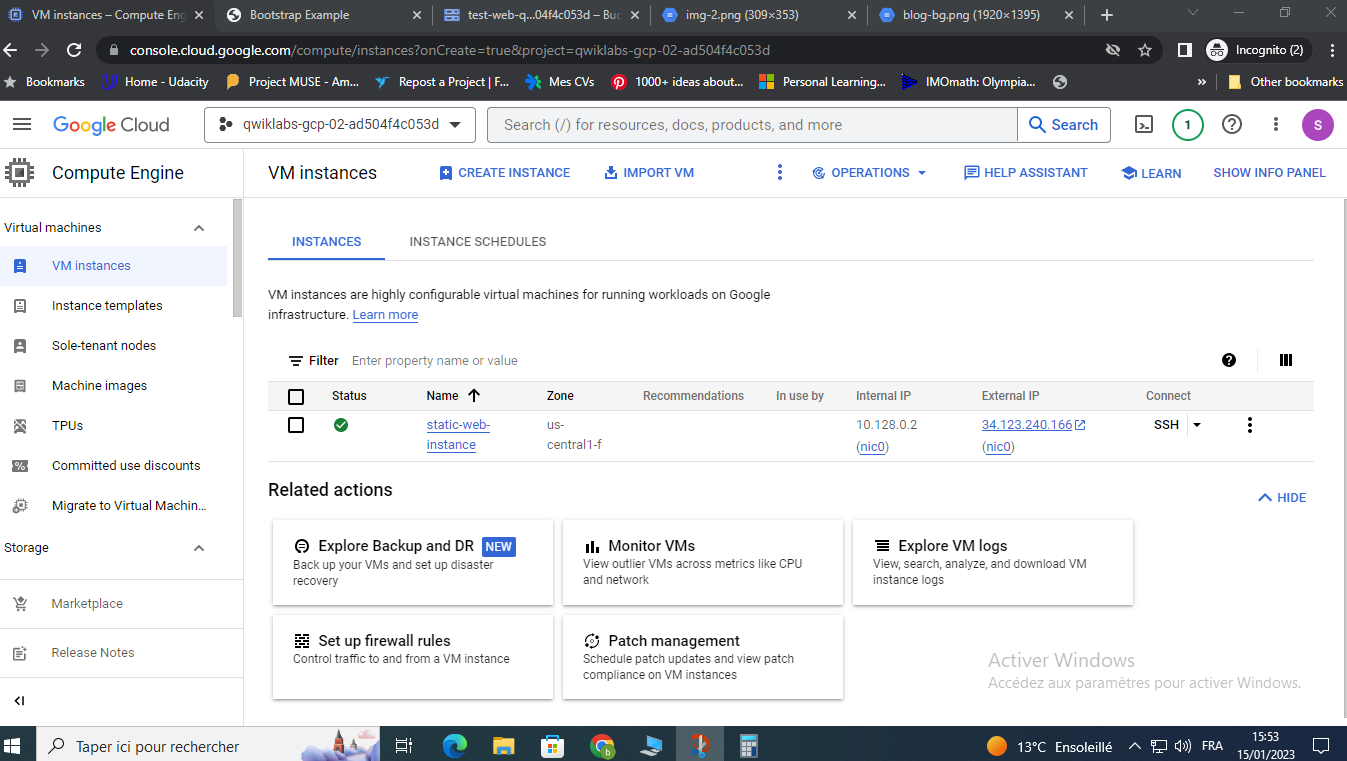 VM instances – Compute Eng
Bootstrap Example
test-web-q...04f4c053d – Buc
img-2.png (309×353)
blog-bg.png (1920×1395)
console.cloud.google.com/compute/instances?onCreate=true&project=qwiklabs-gcp-02-ad504f4c053d
Incognito (2)
Bookmarks
Home - Udacity
Project MUSE - Am...
Repost a Project | F...
Mes CVs
1000+ ideas about...
Personal Learning...
IMOmath: Olympia...
»
Other bookmarks
Google Cloud
qwiklabs-gcp-02-ad504f4c053d
Search (/) for resources, docs, products, and more
Search
1
S
Compute Engine
VM instances
CREATE INSTANCE
IMPORT VM
OPERATIONS
HELP ASSISTANT
LEARN
SHOW INFO PANEL
Virtual machines
VM instances
Instance templates
Sole-tenant nodes
Machine images
TPUs
Committed use discounts
Migrate to Virtual Machin...
Storage
Marketplace
Release Notes
INSTANCES
INSTANCE SCHEDULES
VM instances are highly configurable virtual machines for running workloads on Google
infrastructure. Learn more
Filter Enter property name or value
Status Name Zone Recommendations In use by Internal IP External IP Connect
static-web-instance us-central1-f 10.128.0.2 (nic0) 34.123.240.166 (nic0) SSH
Related actions
HIDE
Explore Backup and DR NEW
Back up your VMs and set up disaster
recovery
Monitor VMs
View outlier VMs across metrics like CPU
and network
Explore VM logs
View, search, analyze, and download VM
instance logs
Set up firewall rules
Control traffic to and from a VM instance
Patch management
Schedule patch updates and view patch
compliance on VM instances
Activer Windows
Accédez aux paramètres pour activer Windows.
Taper ici pour rechercher
13°C Ensoleillé
FRA
15:53
15/01/2023